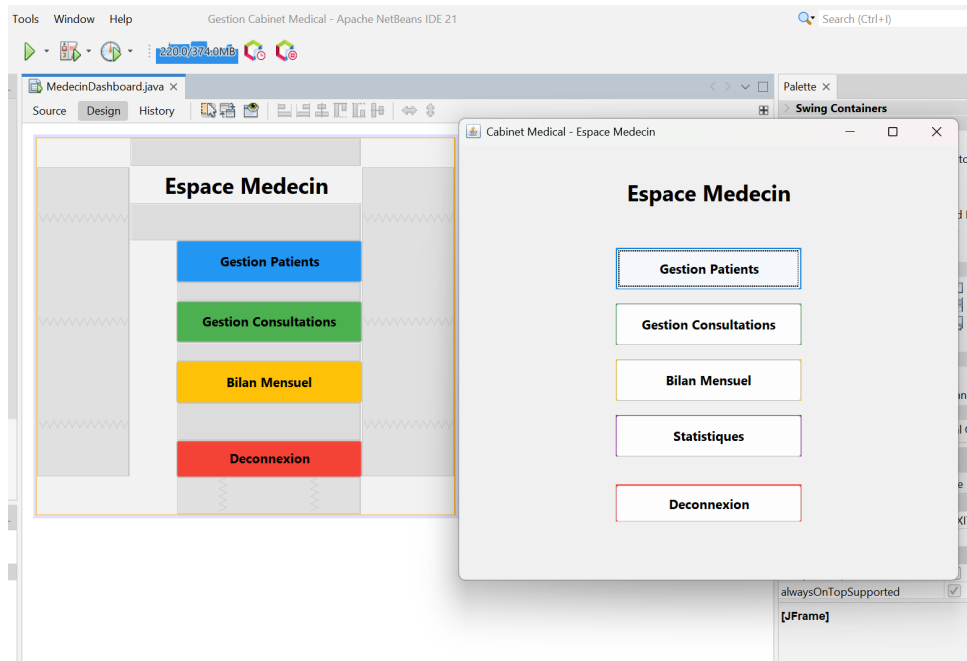 Tools Window Help
Gestion Cabinet Medical - Apache NetBeans IDE 21
Search (Ctrl+I)
220.0/374.0MB
MedecinDashboard.java
Palette
Source Design History
Swing Containers
Cabinet Medical - Espace Medecin
Espace Medecin
Gestion Patients
Gestion Consultations
Bilan Mensuel
Deconnexion
Espace Medecin
Gestion Patients
Gestion Consultations
Bilan Mensuel
Statistiques
Deconnexion
alwaysOnTopSupported
[JFrame]